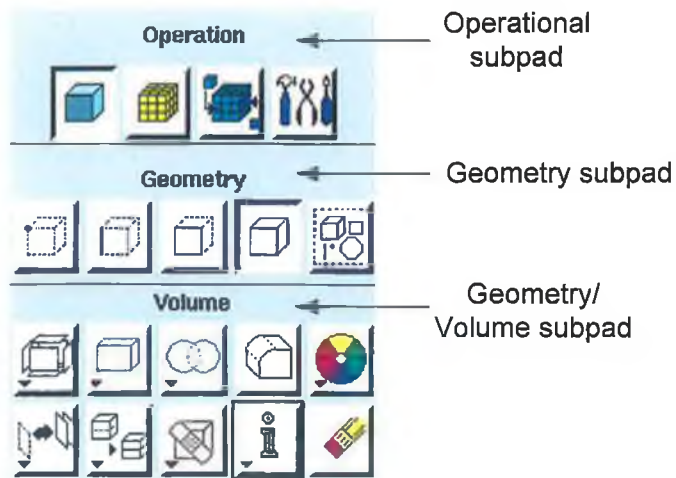 Operation
Operational
subpad
Geometry
Geometry subpad
Volume
Geometry/
Volume subpad